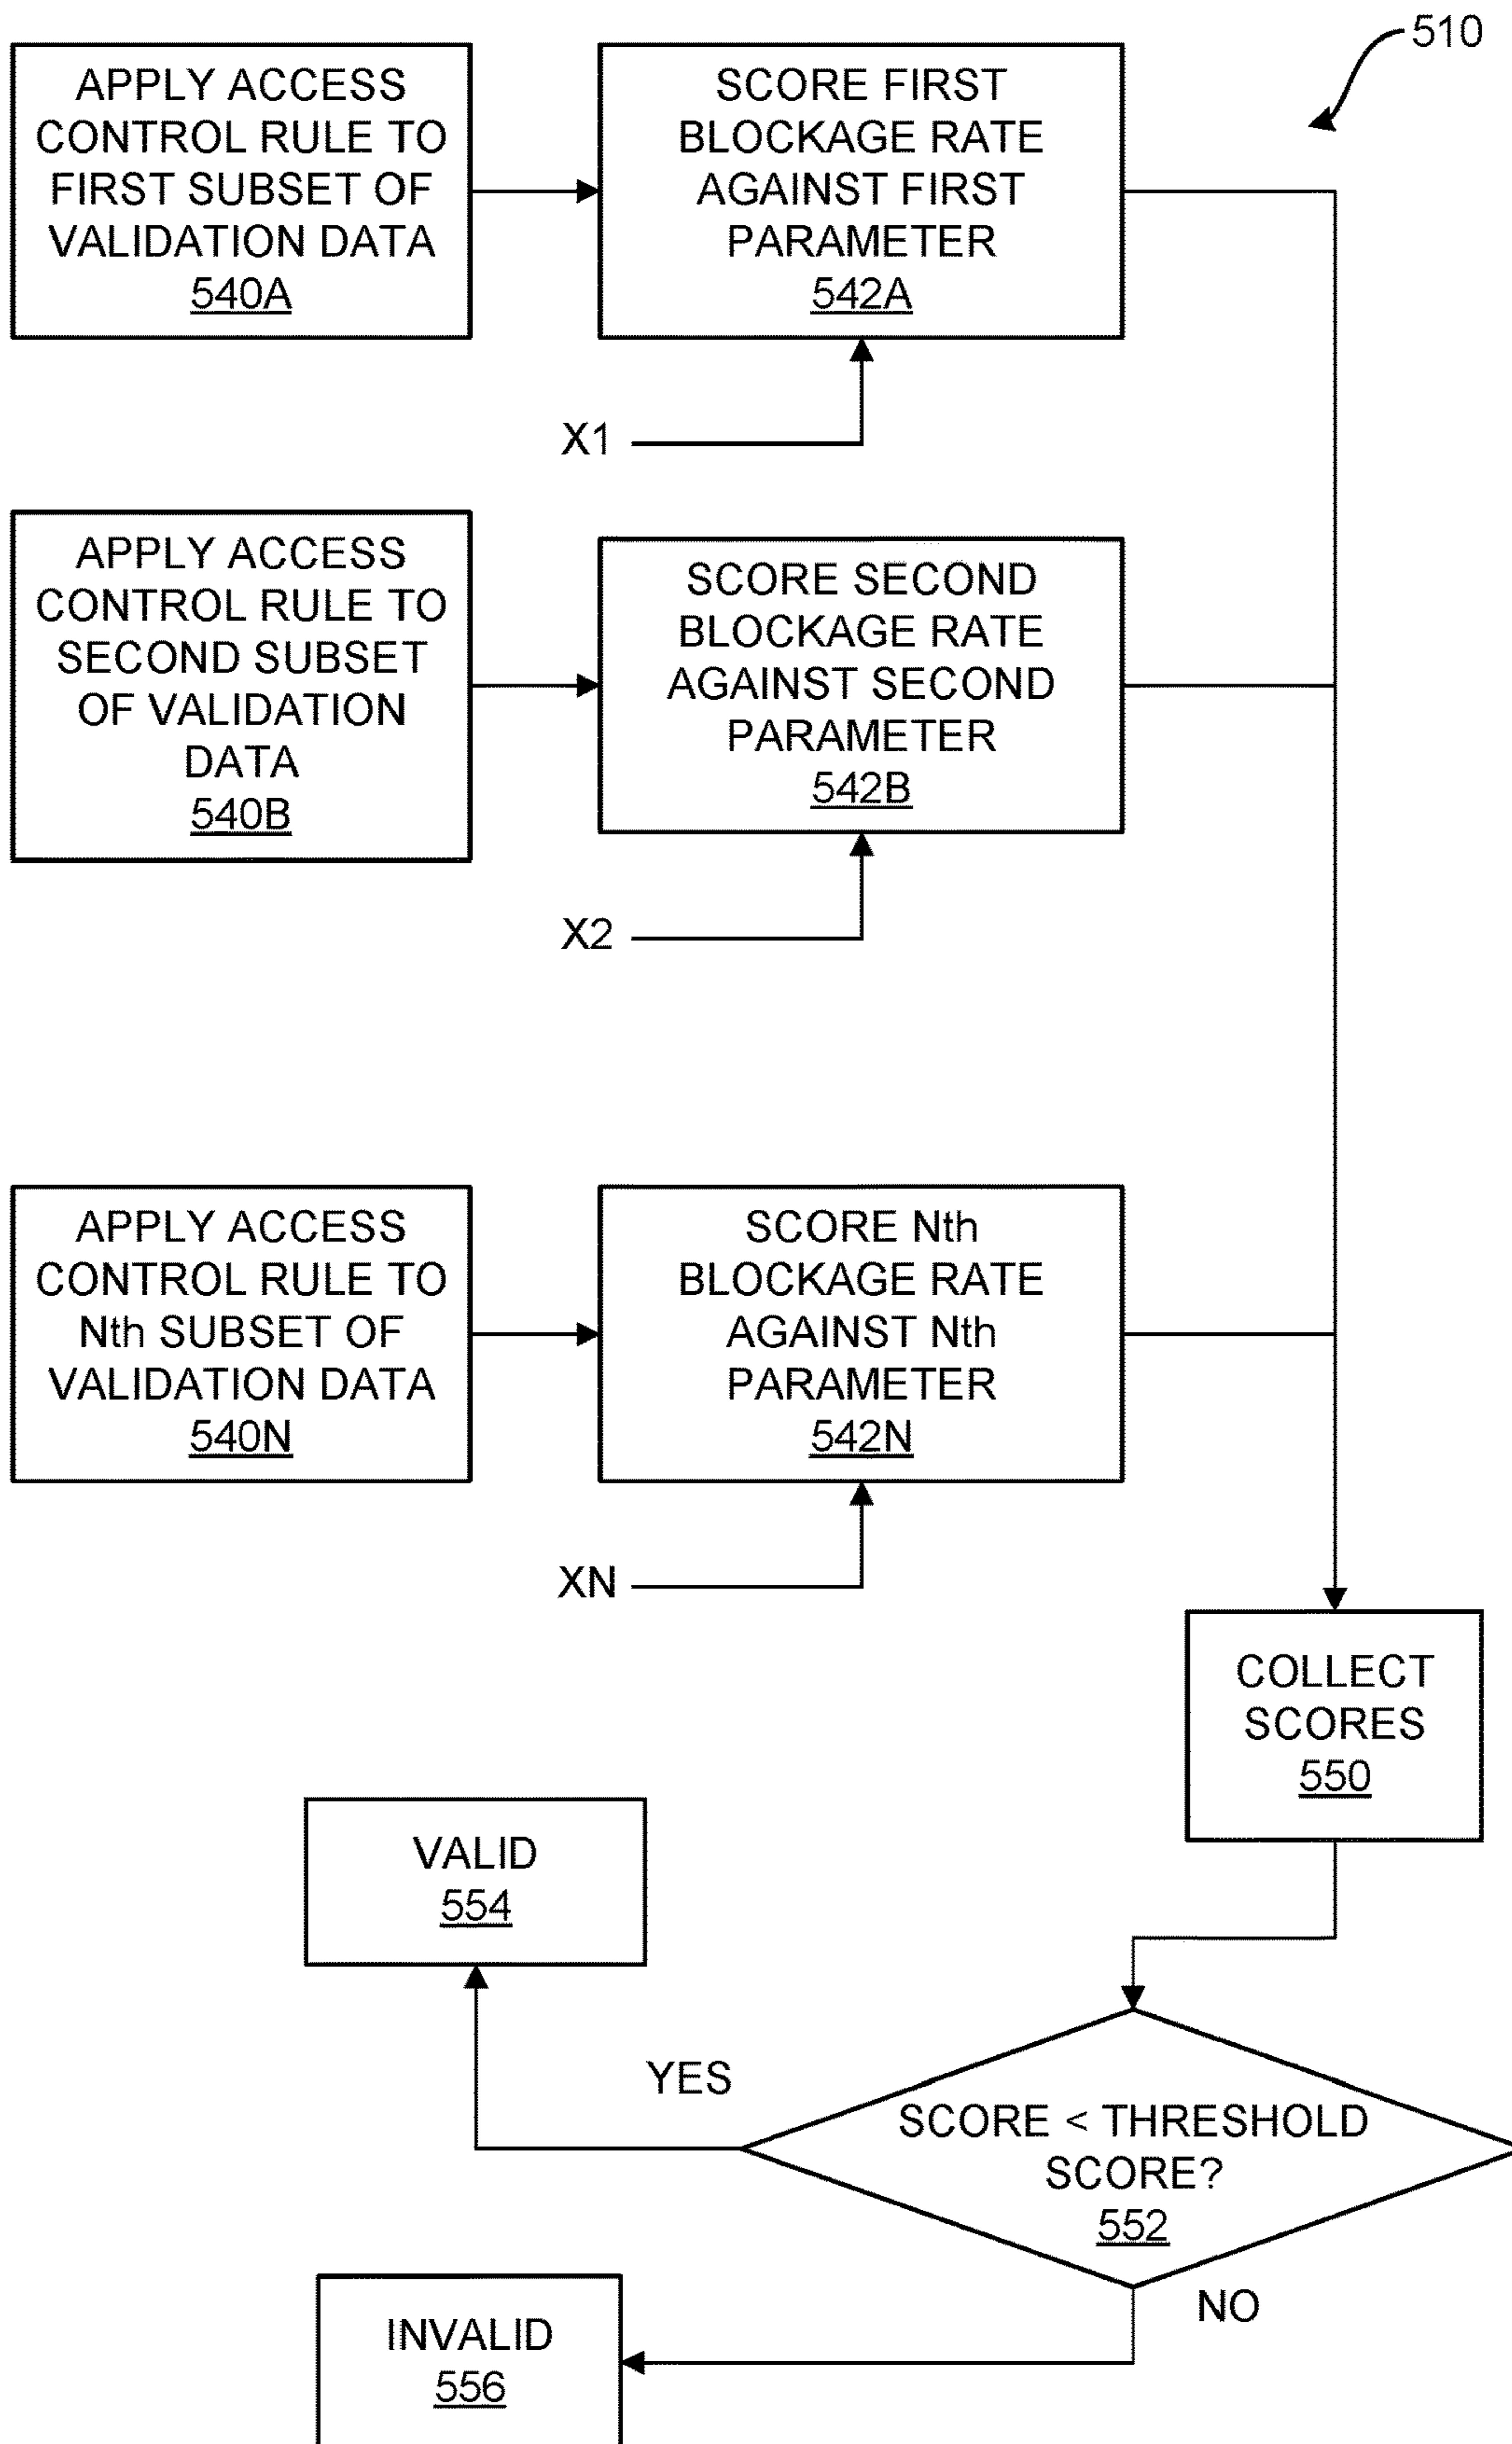 510
APPLY ACCESS
CONTROL RULE TO
FIRST SUBSET OF
VALIDATION DATA
540A
SCORE FIRST
BLOCKAGE RATE
AGAINST FIRST
PARAMETER
542A
X1
APPLY ACCESS
CONTROL RULE TO
SECOND SUBSET
OF VALIDATION
DATA
540B
SCORE SECOND
BLOCKAGE RATE
AGAINST SECOND
PARAMETER
542B
X2
APPLY ACCESS
CONTROL RULE TO
Nth SUBSET OF
VALIDATION DATA
540N
SCORE Nth
BLOCKAGE RATE
AGAINST Nth
PARAMETER
542N
XN
COLLECT
SCORES
550
VALID
554
YES
SCORE < THRESHOLD
SCORE?
552
NO
INVALID
556